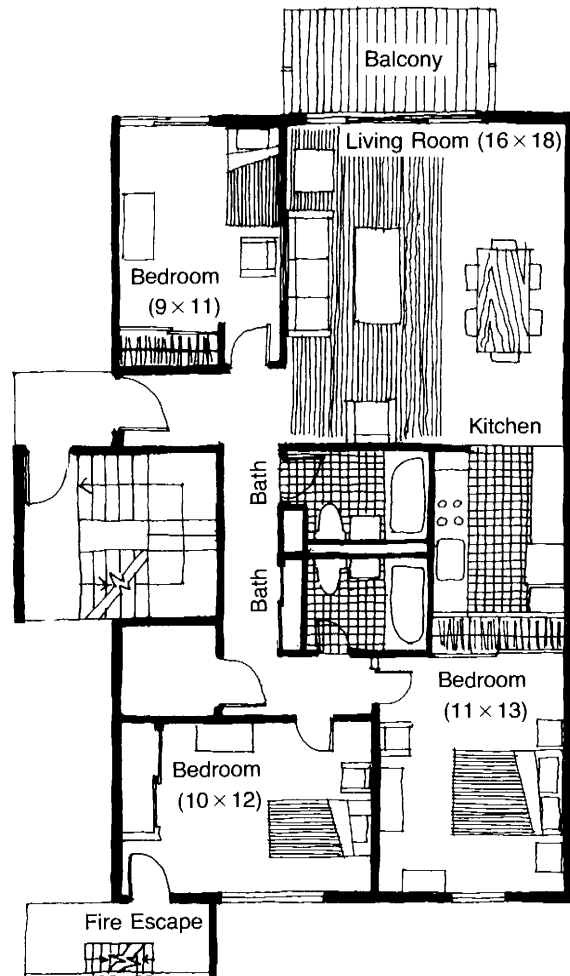 Balcony
Living Room (16 × 18)
Bedroom
(9 × 11)
Kitchen
Bath
Bath
Bedroom
(11 × 13)
Bedroom
(10 × 12)
Fire Escape